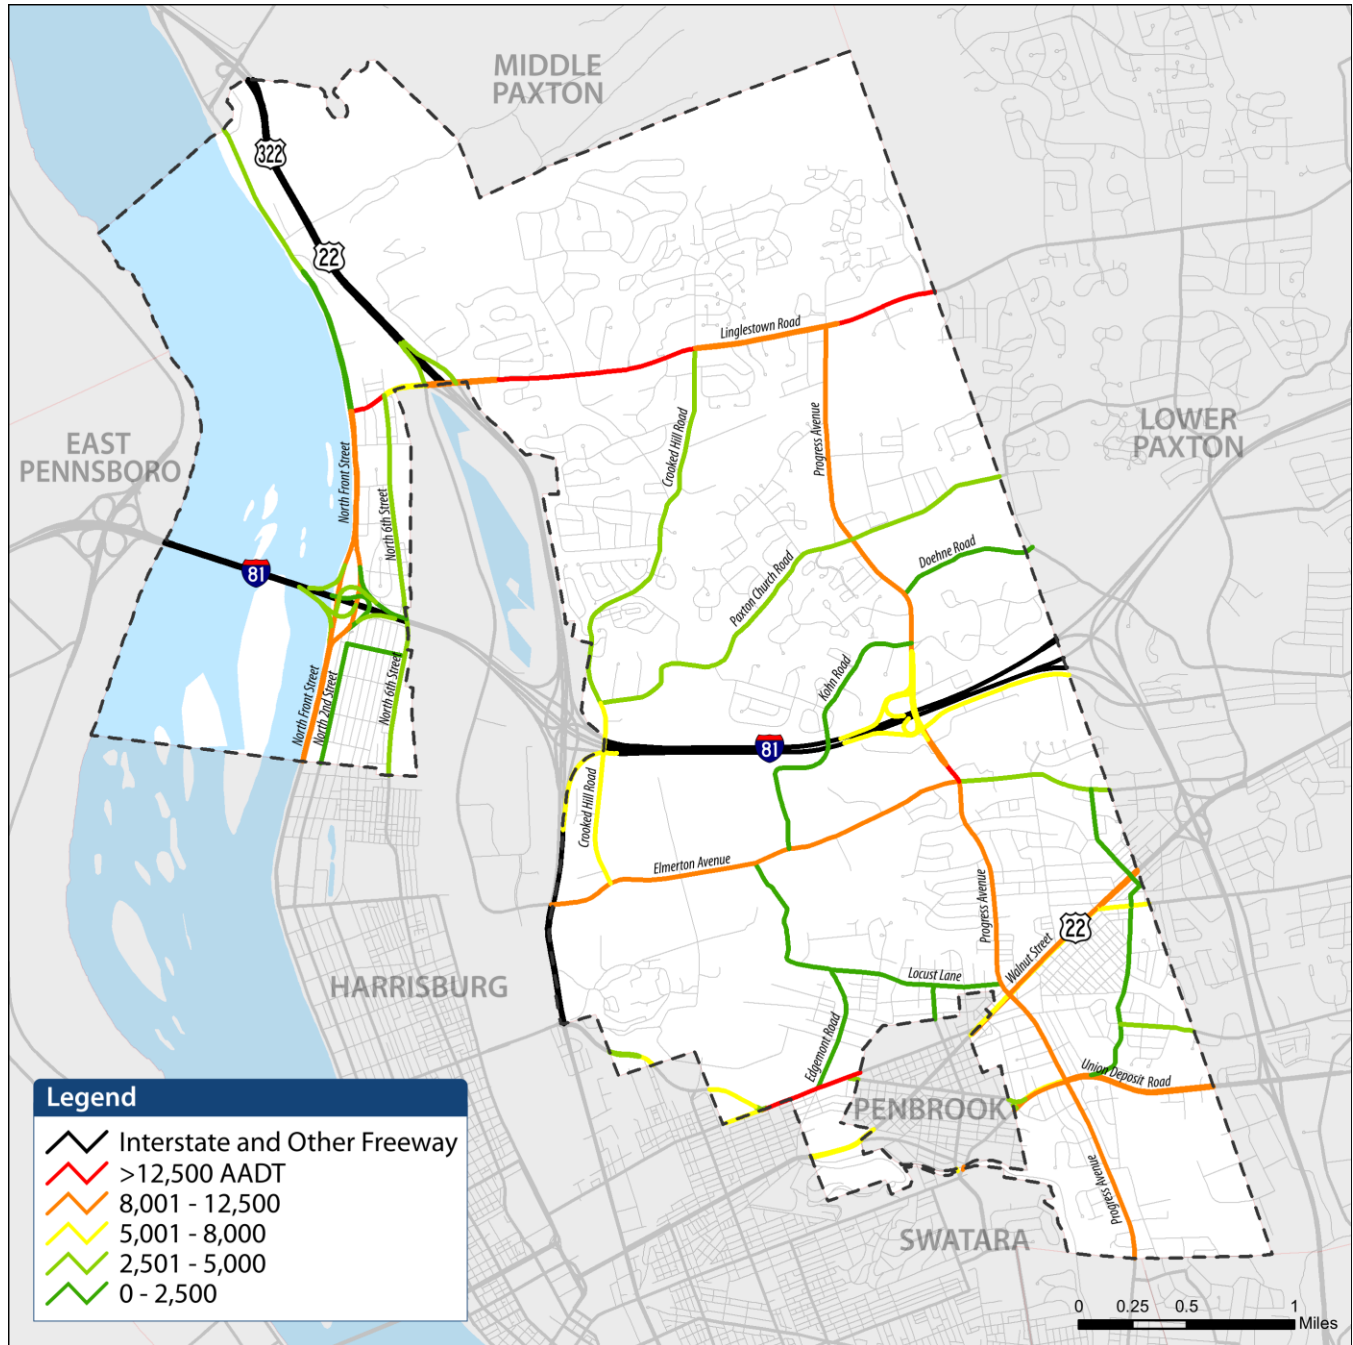 MIDDLE
PAXTON
322
22
Linglestown Road
LOWER
PAXTON
EAST
PENNSBORO
Crooked Hill Road
Progress Avenue
North Front Street
North 6th Street
Doehne Road
Paxton Church Road
81
Kohn Road
North Front Street
North 2nd Street
North 6th Street
81
Crooked Hill Road
Elmerton Avenue
Progress Avenue
22
Walnut Street
Locust Lane
HARRISBURG
Edgemont Road
Union Deposit Road
PENBROOK
Progress Avenue
SWATARA
Legend
Interstate and Other Freeway
>12,500 AADT
8,001 - 12,500
5,001 - 8,000
2,501 - 5,000
0 - 2,500
0 0.25 0.5 1
Miles